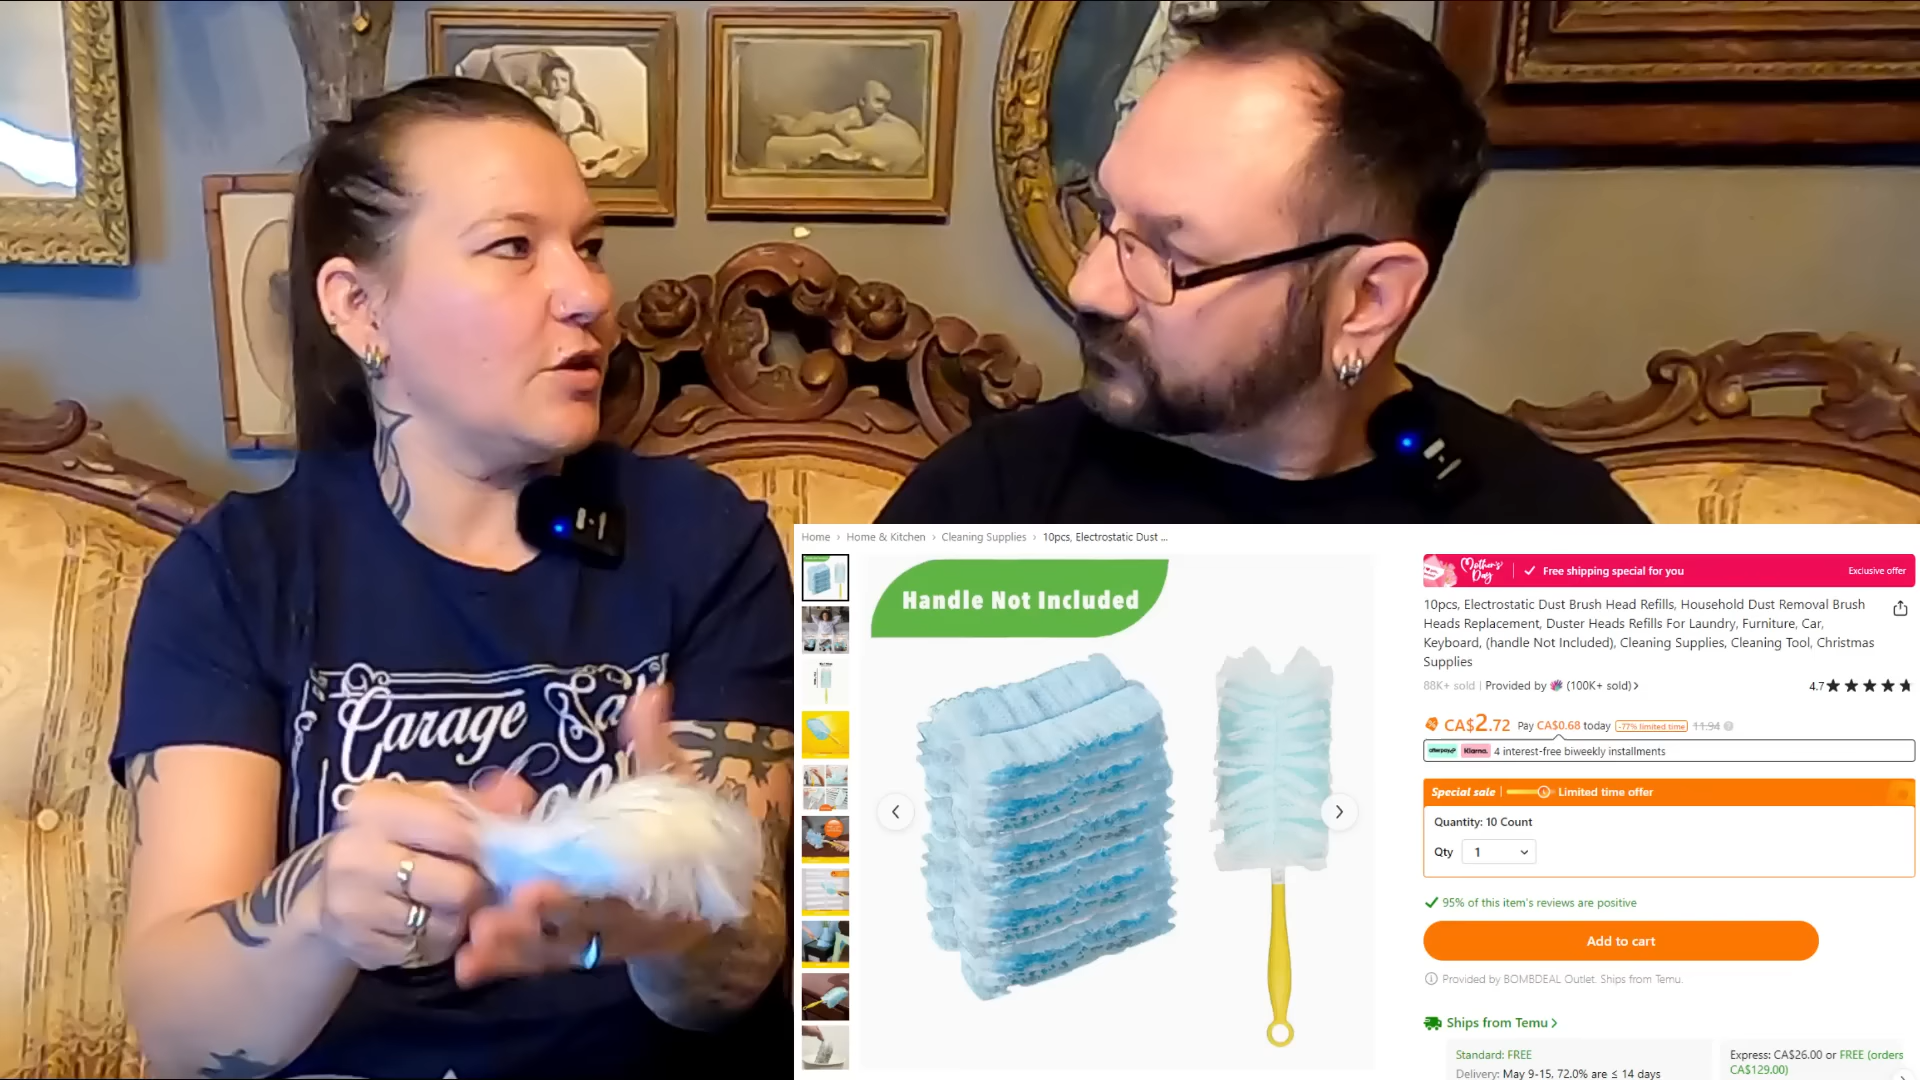 Garage Sa
Home > Home & Kitchen > Cleaning Supplies > 10pcs, Electrostatic Dust ...
Handle Not Included
Mother's Day
Free shipping special for you
Exclusive offer
10pcs, Electrostatic Dust Brush Head Refills, Household Dust Removal Brush
Heads Replacement, Duster Heads Refills For Laundry, Furniture, Car,
Keyboard, (handle Not Included), Cleaning Supplies, Cleaning Tool, Christmas
Supplies
88K+ sold | Provided by (100K+ sold) >
4.7
CA$2.72 Pay CA$0.68 today -77% limited time 11.94
afterpay Klarna. 4 interest-free biweekly installments
Special sale | Limited time offer
Quantity: 10 Count
Qty 1
95% of this item's reviews are positive
Add to cart
Provided by BOMBDEAL Outlet. Ships from Temu.
Ships from Temu >
Standard: FREE
Delivery: May 9-15, 72.0% are ≤ 14 days
Express: CA$26.00 or FREE (orders
CA$129.00)